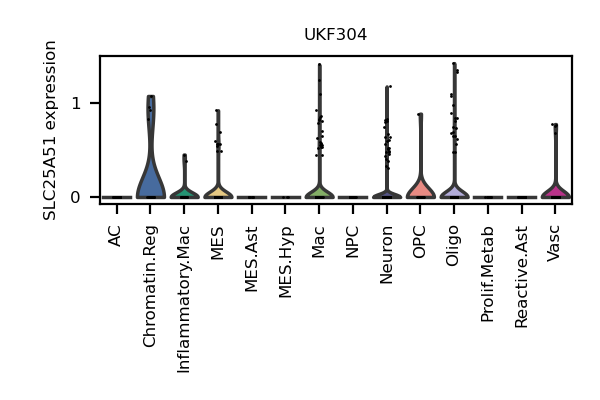 UKF304
SLC25A51 expression
1
0
AC
Chromatin.Reg
Inflammatory.Mac
MES
MES.Ast
MES.Hyp
Mac
NPC
Neuron
OPC
Oligo
Prolif.Metab
Reactive.Ast
Vasc